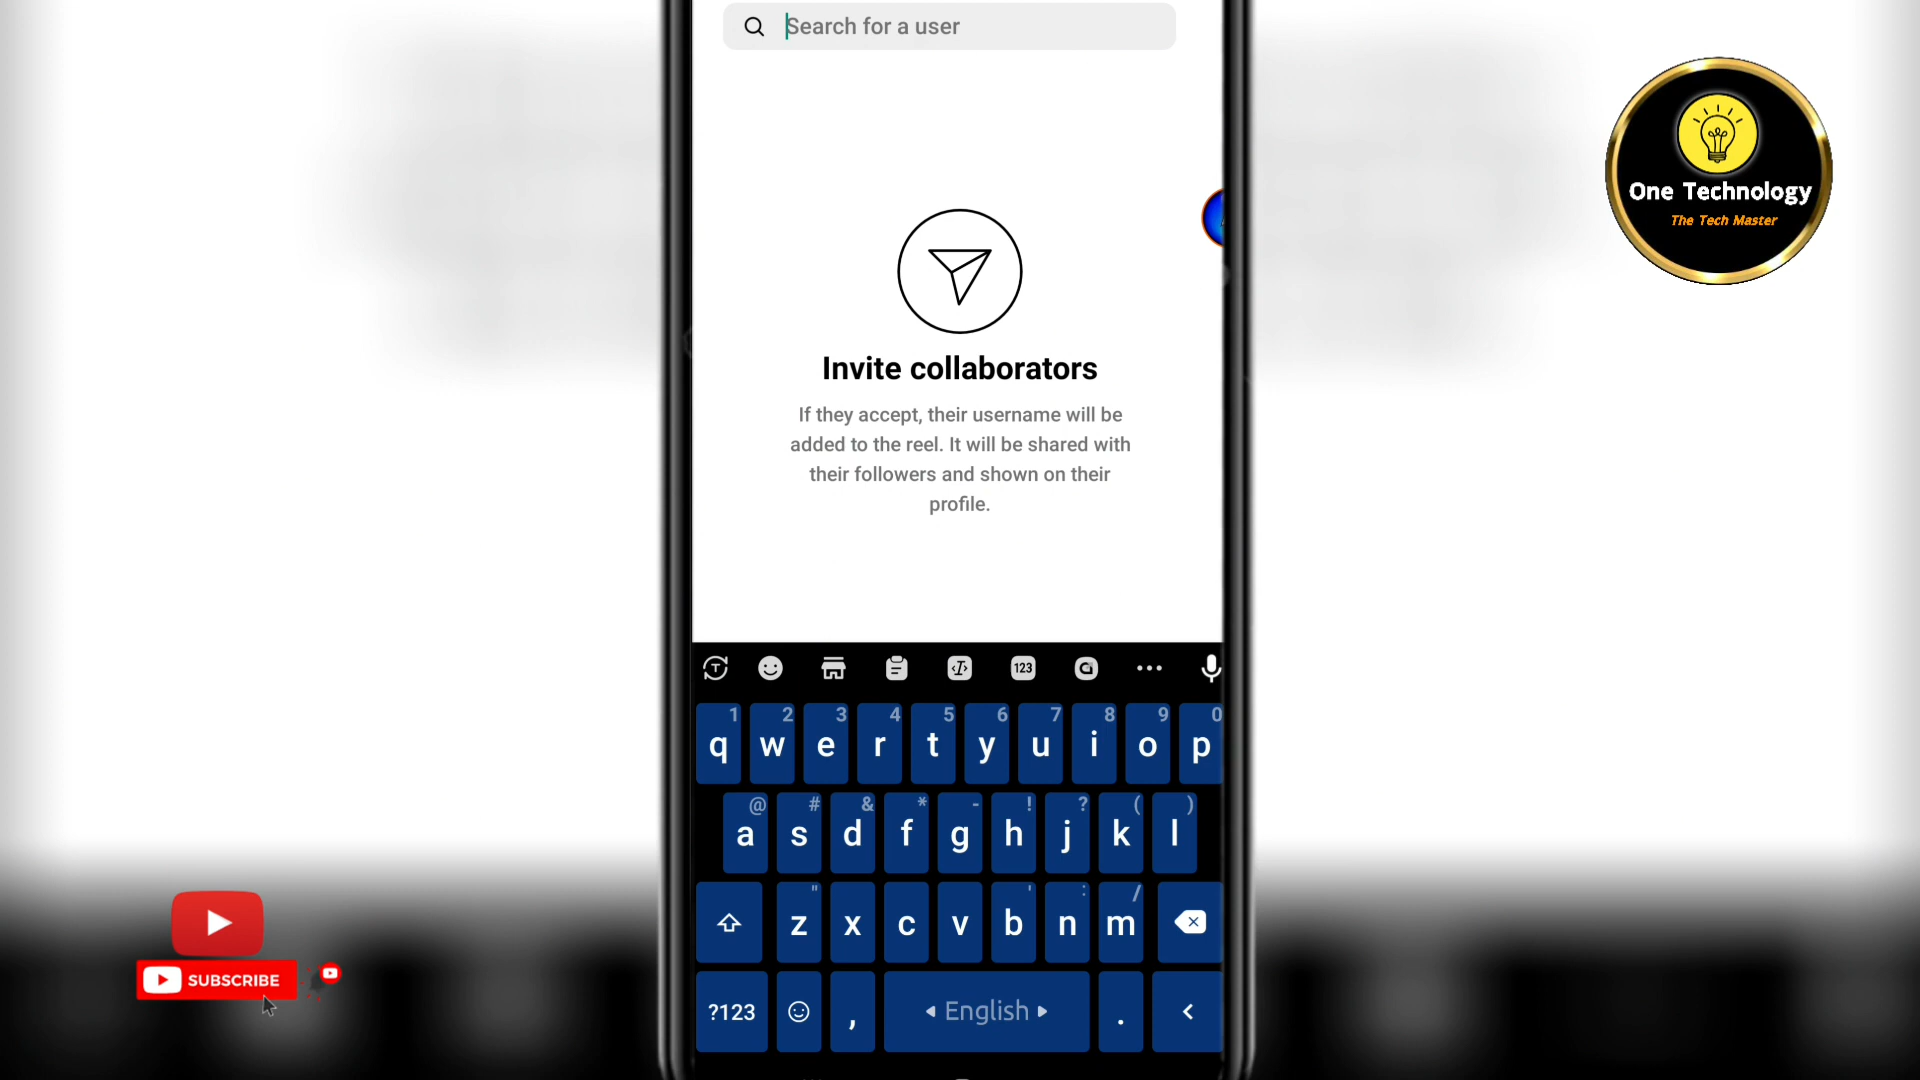 Search for a user
One Technology
The Tech Master
Invite collaborators
If they accept, their username will be
added to the reel. It will be shared with
their followers and shown on their
profile.
123
1 2 3 4 5 6 7 8 9 0
q w e r t y u i o p
@ # & * - ! ? ( )
a s d f g h j k l
" ' : /
z x c v b n m
SUBSCRIBE
?123 , English .